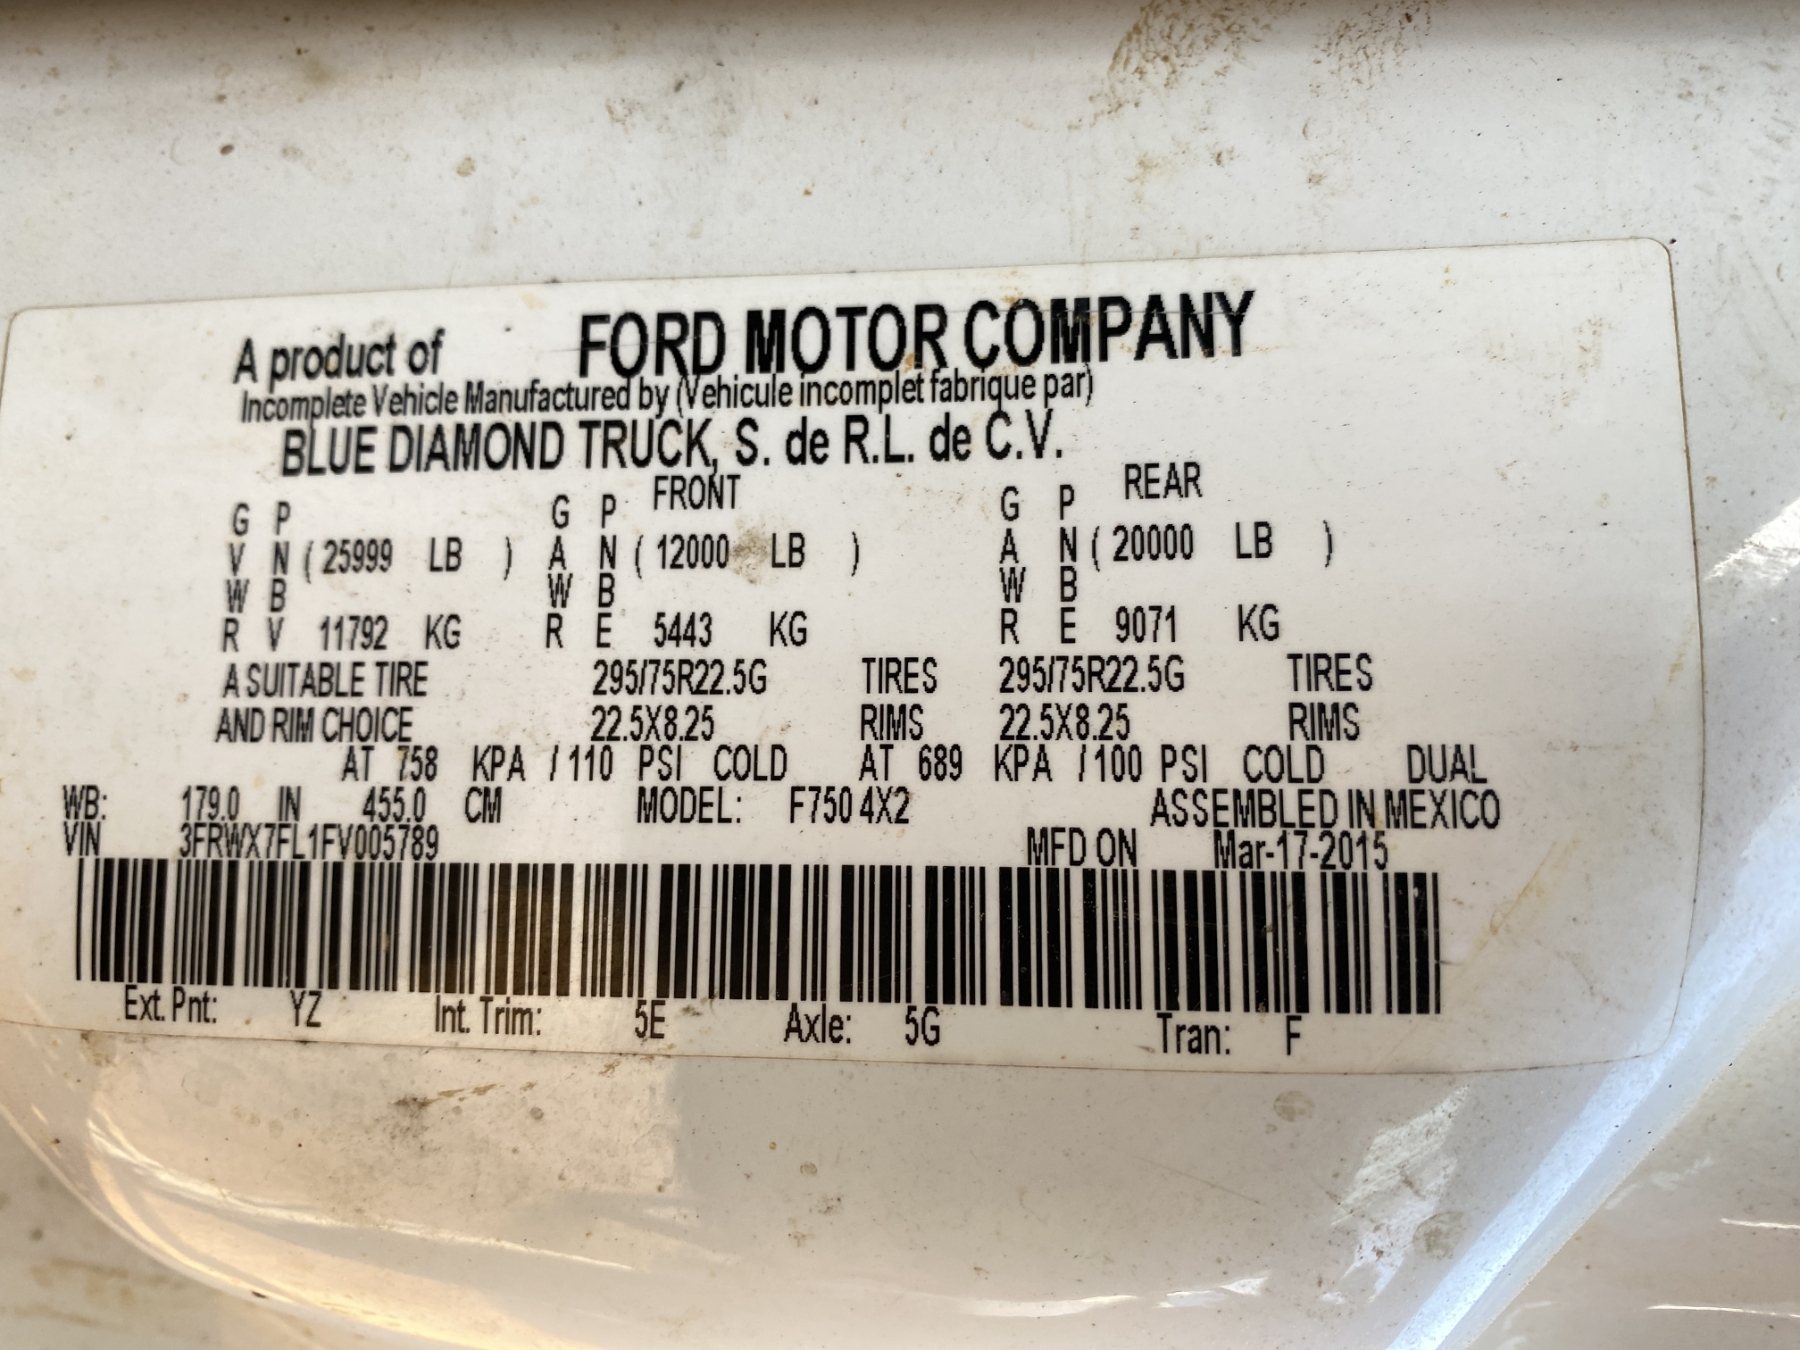 A product of FORD MOTOR COMPANY
Incomplete Vehicle Manufactured by (Vehicule incomplet fabrique par)
BLUE DIAMOND TRUCK, S. de R.L. de C.V.
G P G P FRONT G P REAR
V N ( 25999 LB ) A N ( 12000 LB ) A N ( 20000 LB )
W B W B W B
R V 11792 KG R E 5443 KG R E 9071 KG
A SUITABLE TIRE 295/75R22.5G TIRES 295/75R22.5G TIRES
AND RIM CHOICE 22.5X8.25 RIMS 22.5X8.25 RIMS
AT 758 KPA / 110 PSI COLD AT 689 KPA / 100 PSI COLD DUAL
WB: 179.0 IN 455.0 CM MODEL: F750 4X2 ASSEMBLED IN MEXICO
VIN 3FRWX7FL1FV005789 MFD ON Mar-17-2015
Ext. Pnt: YZ Int. Trim: 5E Axle: 5G Tran: F